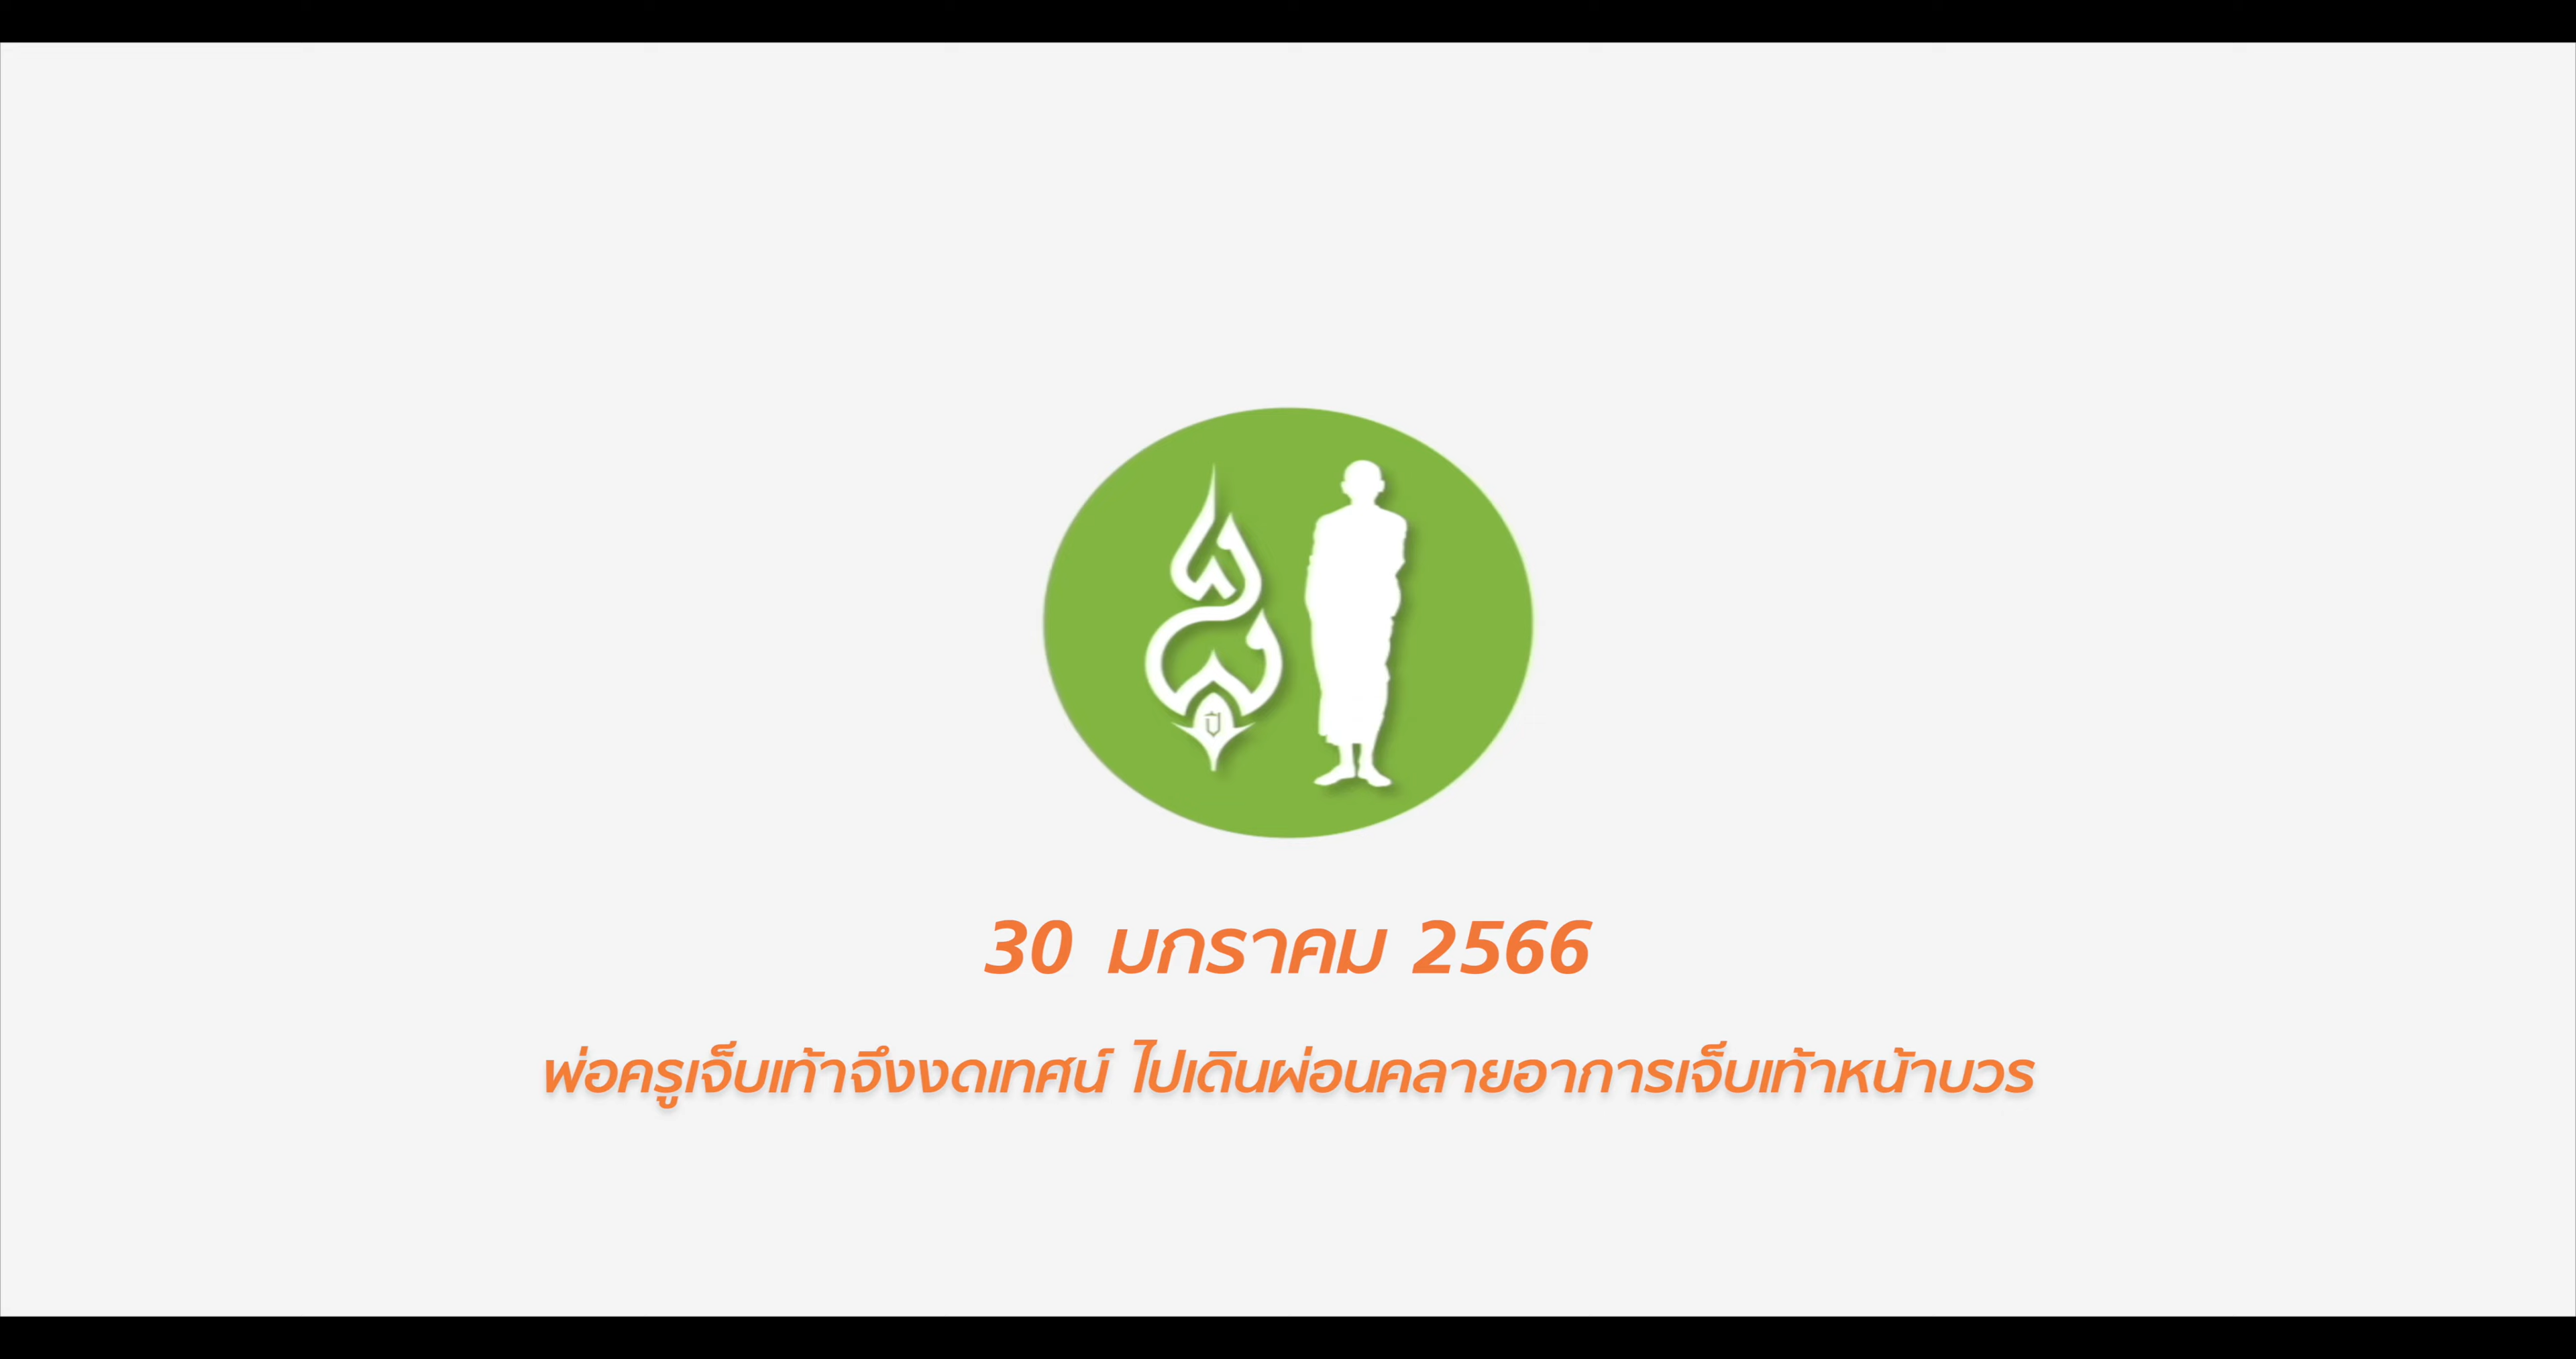 ปี
30 มกราคม 2566
พ่อครูเจ็บเท้าจึงงดเทศน์ ไปเดินผ่อนคลายอาการเจ็บเท้าหน้าบวร